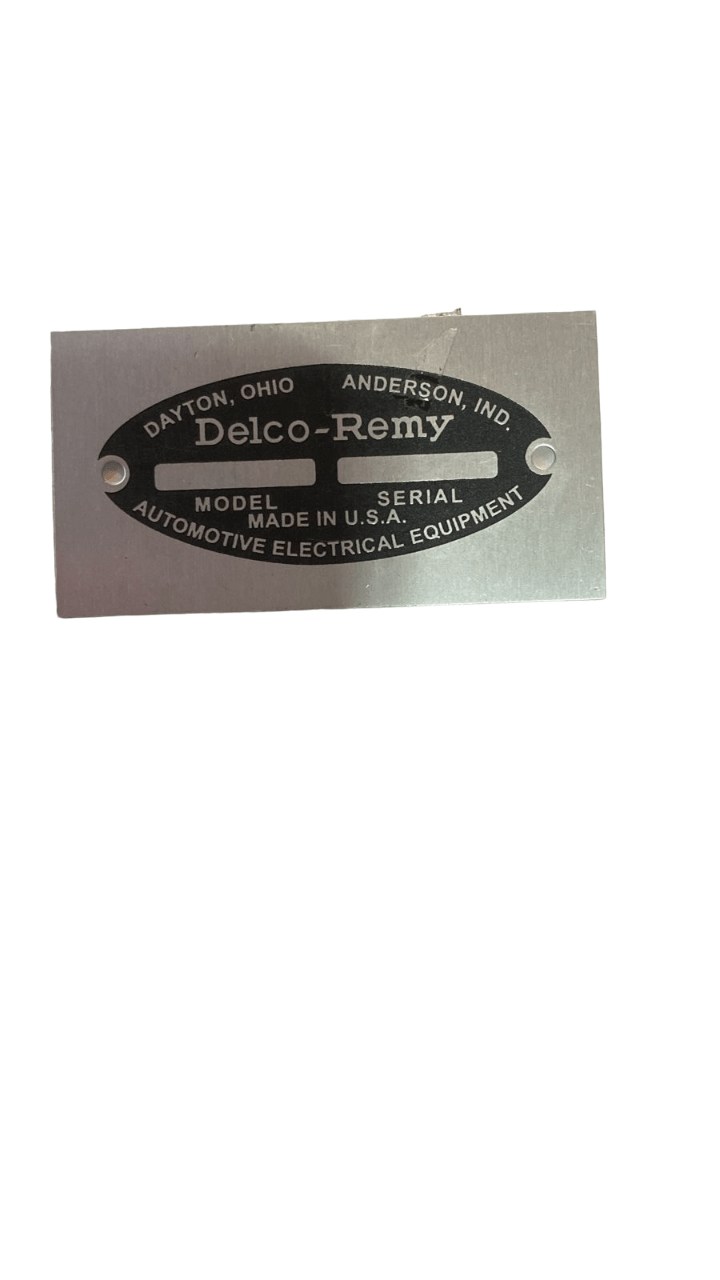 DAYTON, OHIO ANDERSON, IND.
Delco-Remy
MODEL SERIAL
MADE IN U.S.A.
AUTOMOTIVE ELECTRICAL EQUIPMENT